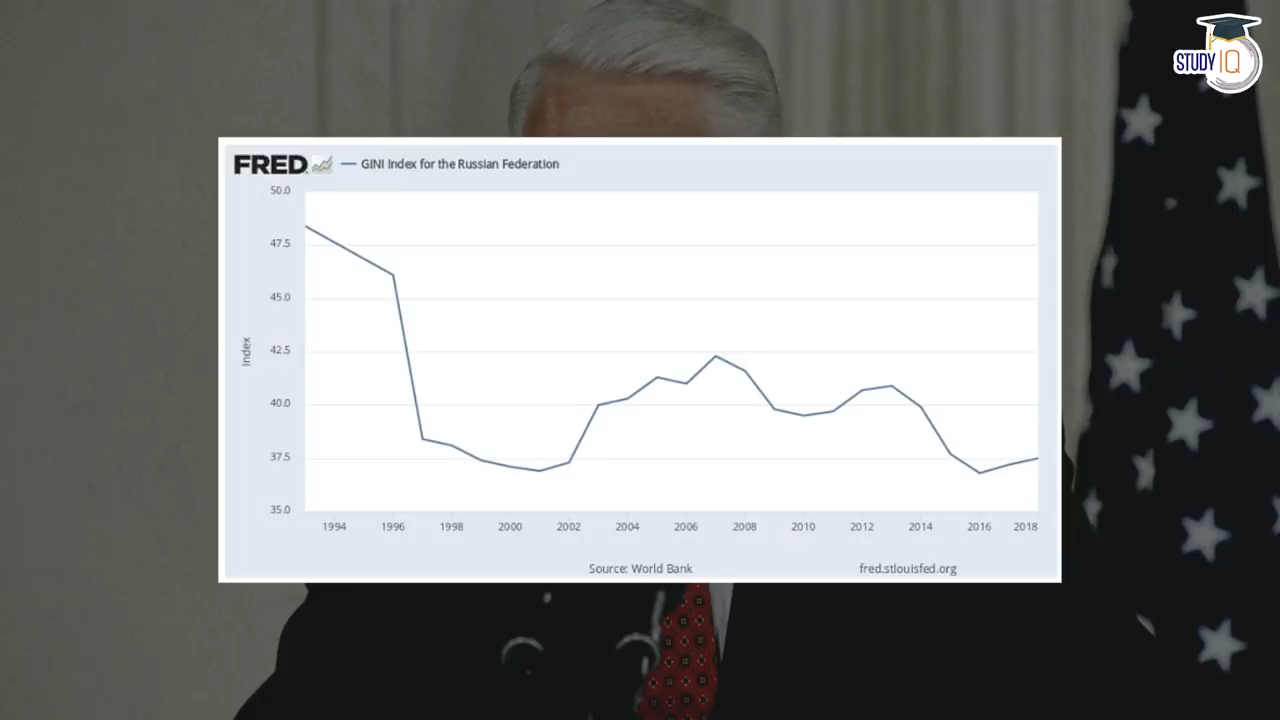 STUDY IQ
FRED GINI Index for the Russian Federation
50.0
47.5
45.0
42.5
40.0
37.5
35.0
Index
1994 1996 1998 2000 2002 2004 2006 2008 2010 2012 2014 2016 2018
Source: World Bank fred.stlouisfed.org